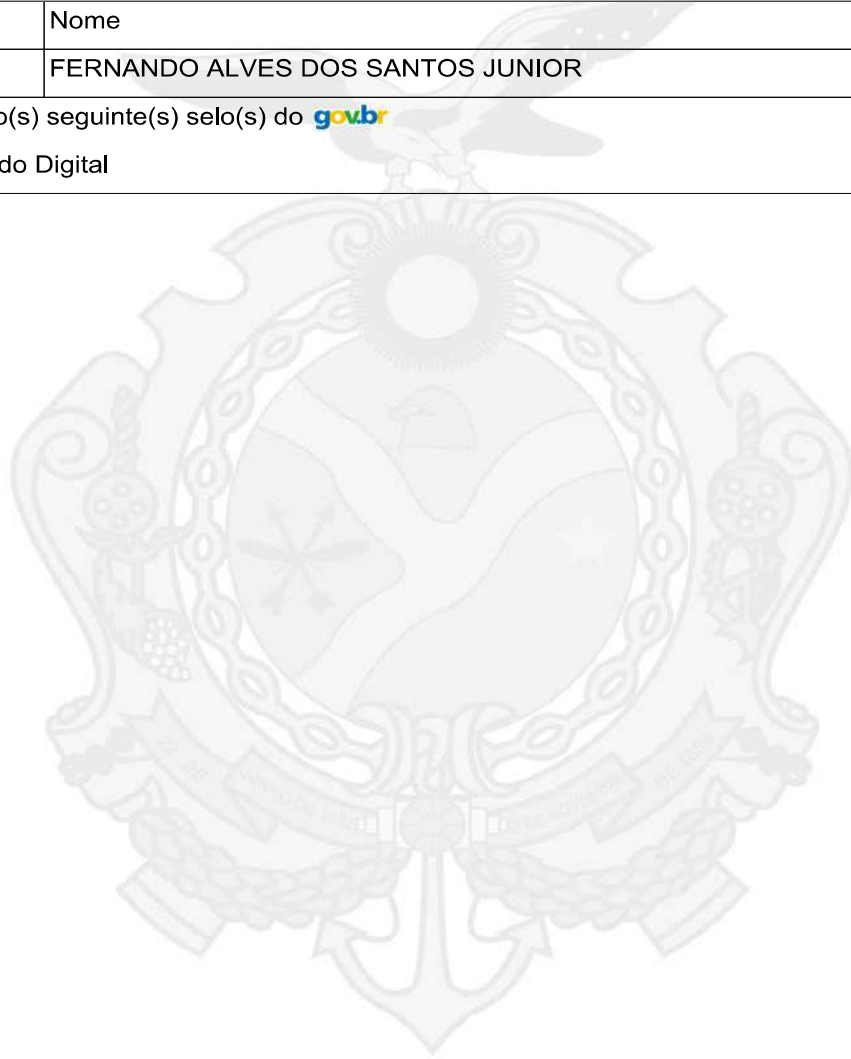 Nome
FERNANDO ALVES DOS SANTOS JUNIOR
o(s) seguinte(s) selo(s) do gov.br
do Digital